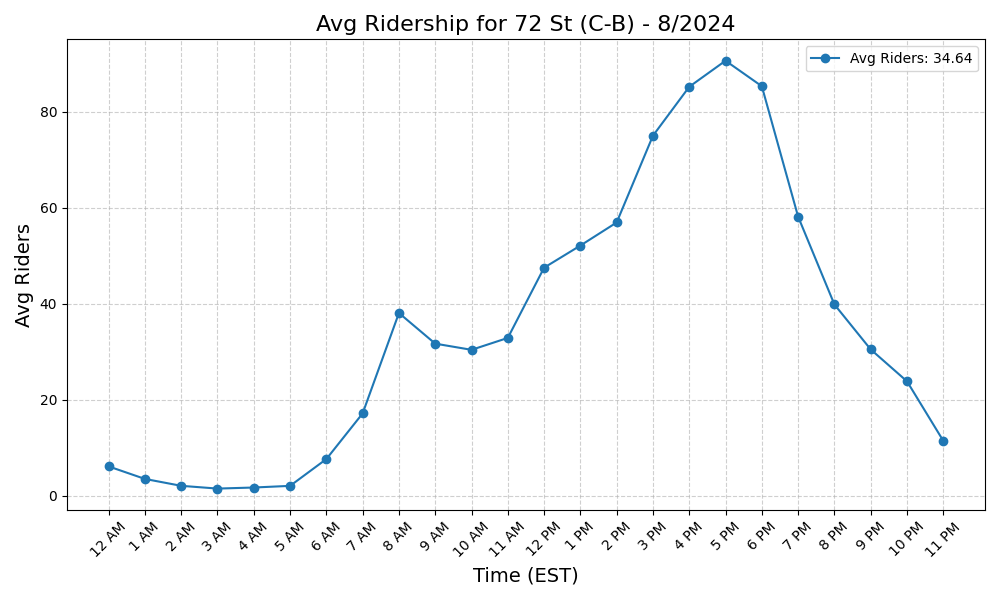 Avg Ridership for 72 St (C-B) - 8/2024
Avg Riders: 34.64
Avg Riders
80
60
40
20
0
12 AM
1 AM
2 AM
3 AM
4 AM
5 AM
6 AM
7 AM
8 AM
9 AM
10 AM
11 AM
12 PM
1 PM
2 PM
3 PM
4 PM
5 PM
6 PM
7 PM
8 PM
9 PM
10 PM
11 PM
Time (EST)